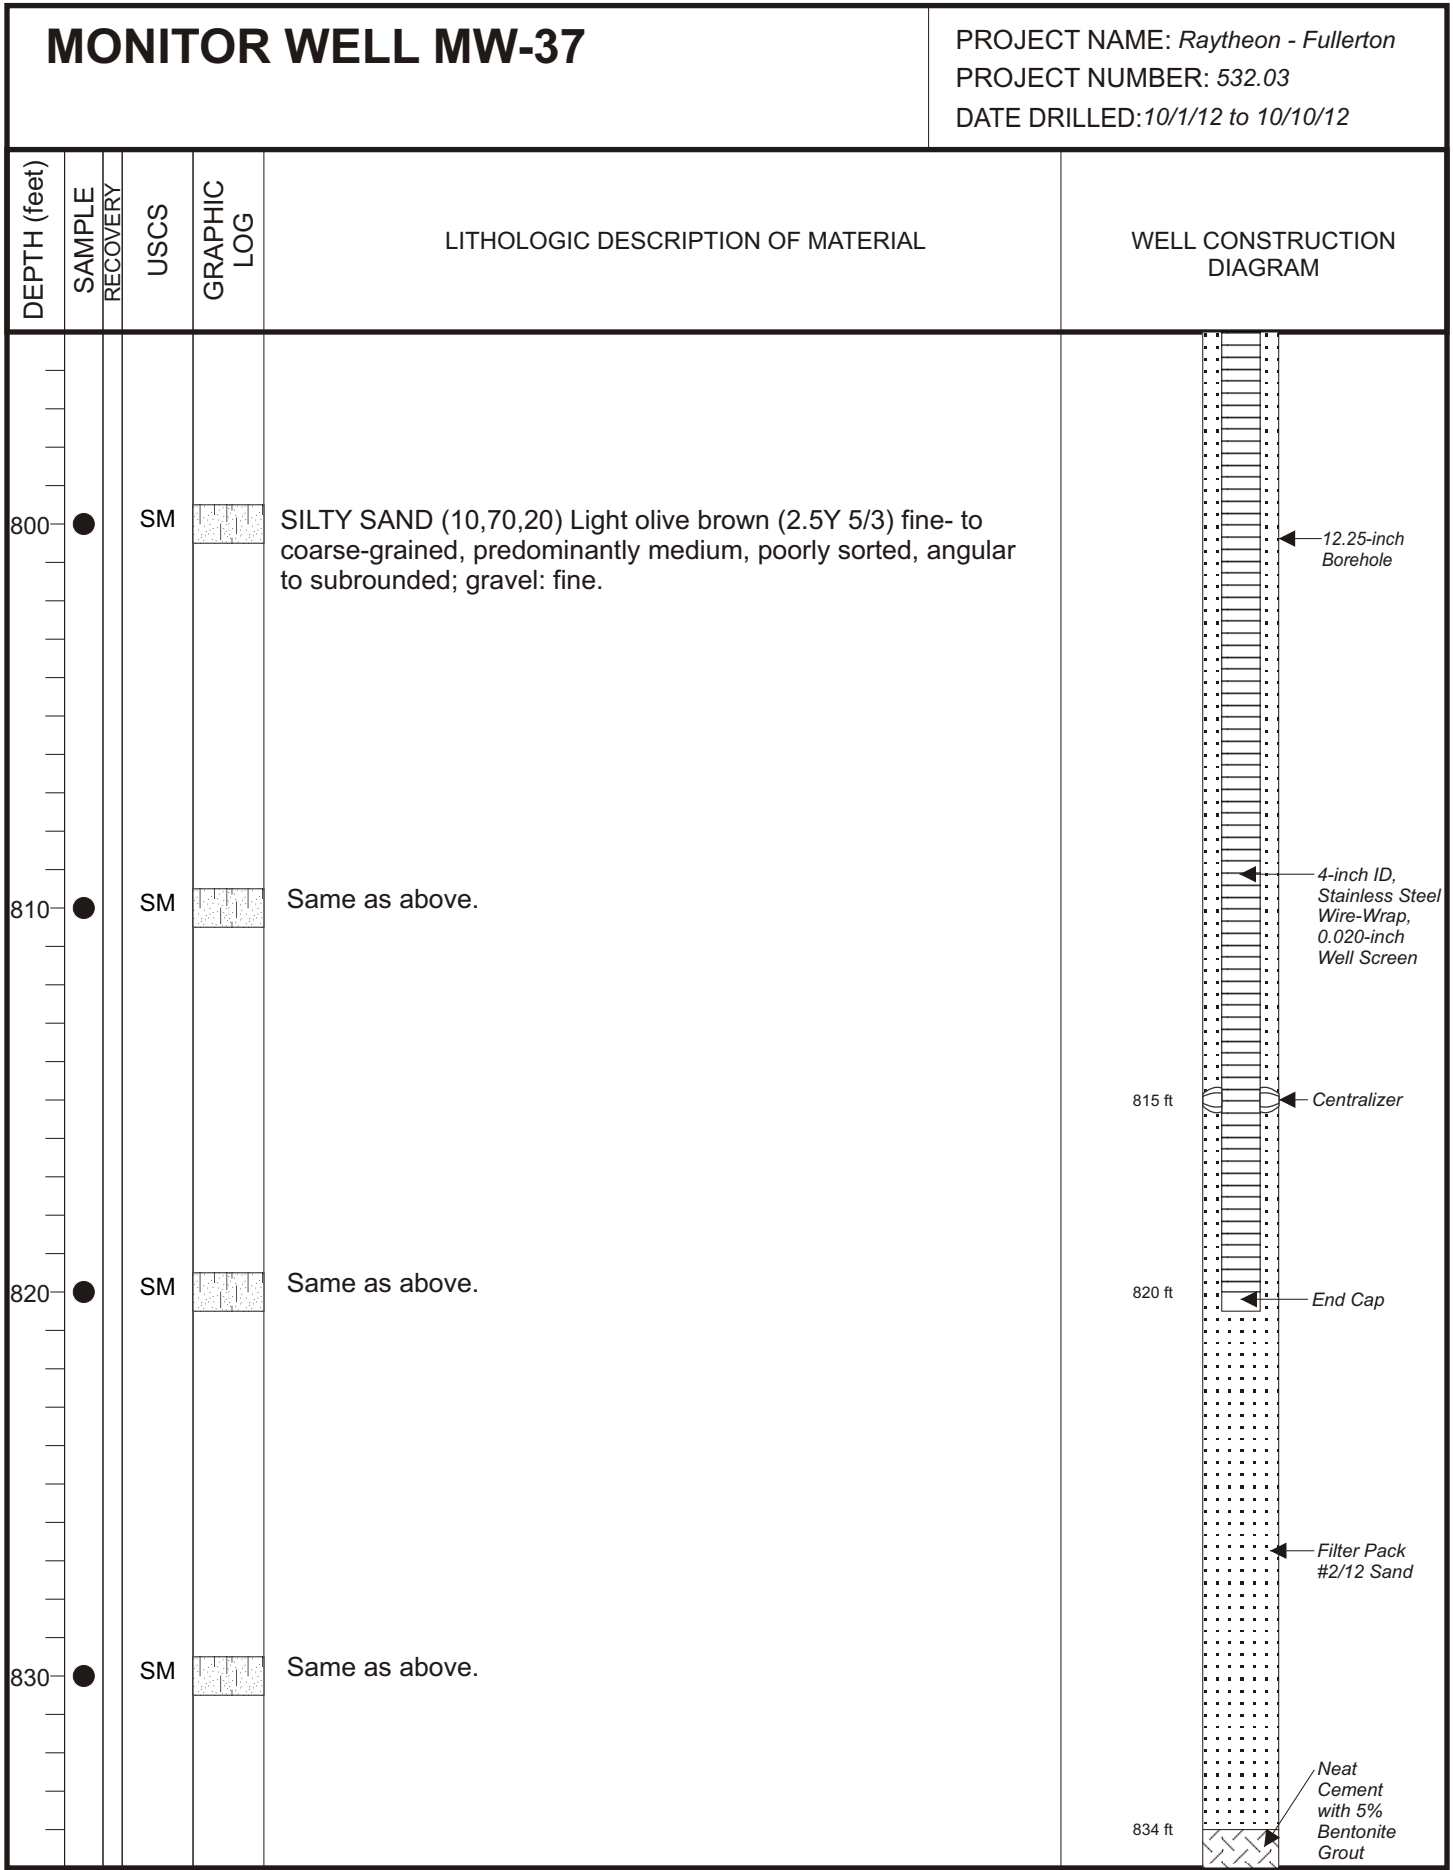 MONITOR WELL MW-37
PROJECT NAME: Raytheon - Fullerton
PROJECT NUMBER: 532.03
DATE DRILLED: 10/1/12 to 10/10/12
DEPTH (feet)
SAMPLE
RECOVERY
USCS
GRAPHIC
LOG
LITHOLOGIC DESCRIPTION OF MATERIAL
WELL CONSTRUCTION
DIAGRAM
800
SM
SILTY SAND (10,70,20) Light olive brown (2.5Y 5/3) fine- to
coarse-grained, predominantly medium, poorly sorted, angular
to subrounded; gravel: fine.
12.25-inch
Borehole
810
SM
Same as above.
4-inch ID,
Stainless Steel
Wire-Wrap,
0.020-inch
Well Screen
815 ft
Centralizer
820
SM
Same as above.
820 ft
End Cap
Filter Pack
#2/12 Sand
830
SM
Same as above.
834 ft
Neat
Cement
with 5%
Bentonite
Grout